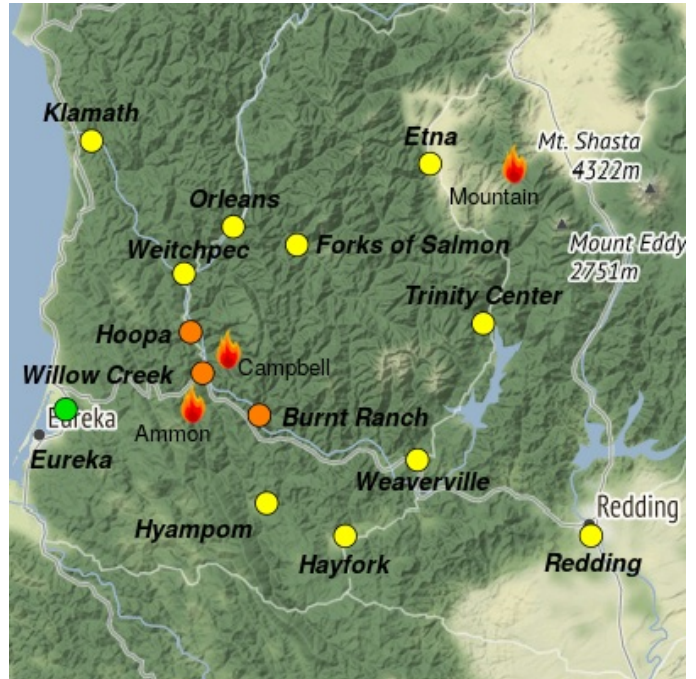 Klamath
Etna
Mt. Shasta
4322m
Mountain
Orleans
Weitchpec
Forks of Salmon
Mount Eddy
2751m
Trinity Center
Hoopa
Campbell
Willow Creek
Burnt Ranch
Eureka
Ammon
Eureka
Weaverville
Hyampom
Hayfork
Redding
Redding